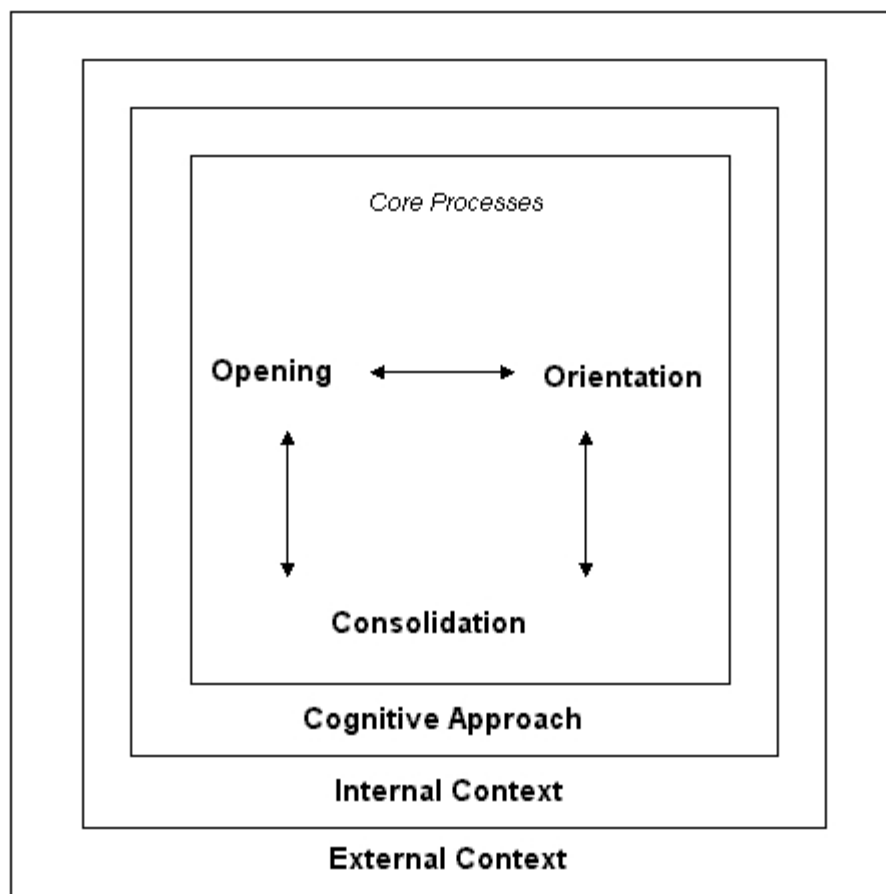 Core Processes
Opening
Orientation
Consolidation
Cognitive Approach
Internal Context
External Context